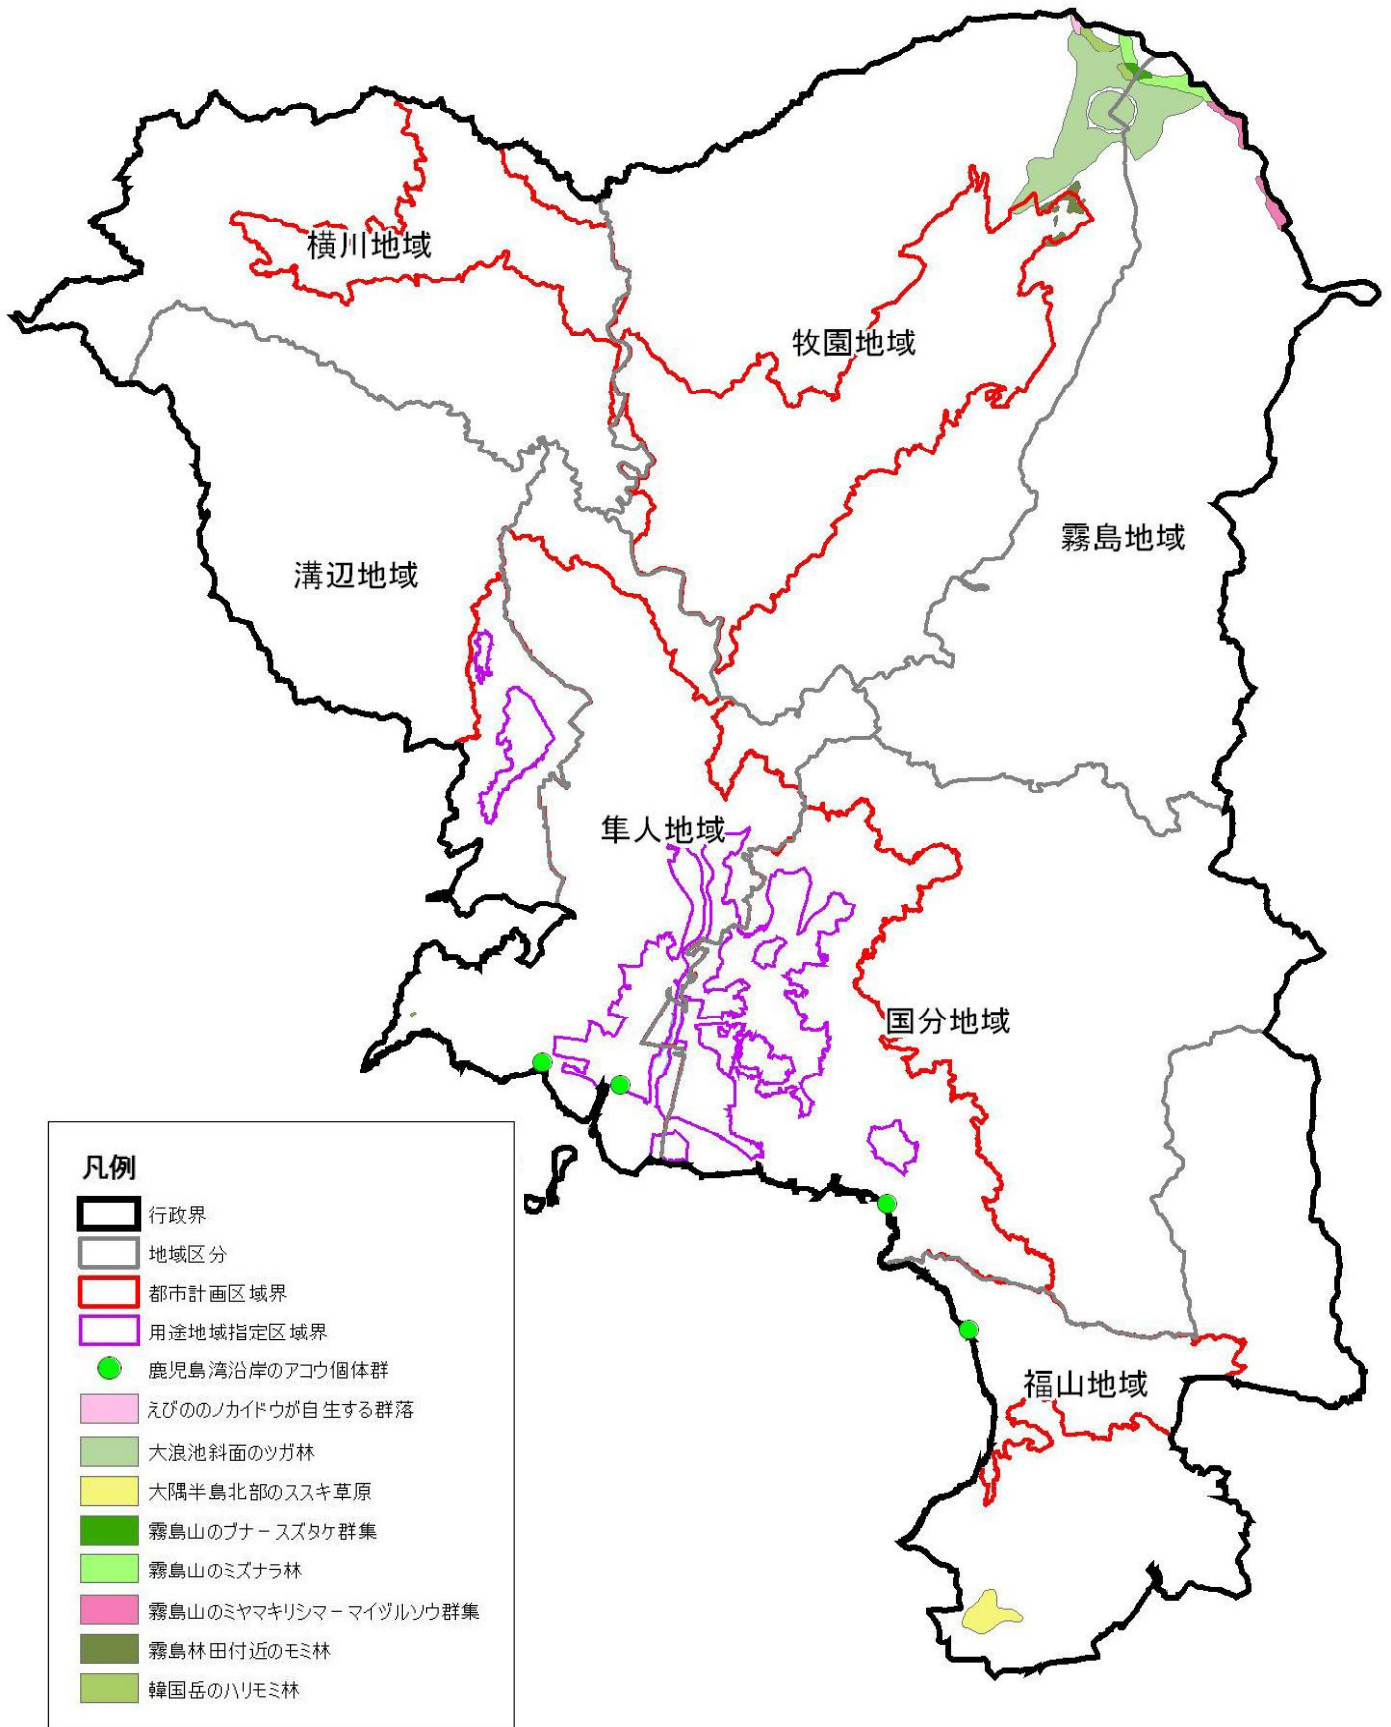 横川地域
牧園地域
霧島地域
溝辺地域
隼人地域
国分地域
福山地域
凡例
行政界
地域区分
都市計画区域界
用途地域指定区域界
鹿児島湾沿岸のアコウ個体群
えびののノカイドウが自生する群落
大浪池斜面のツガ林
大隅半島北部のススキ草原
霧島山のブナースズタケ群集
霧島山のミズナラ林
霧島山のミヤマキリシマーマイヅルソウ群集
霧島林田付近のモミ林
韓国岳のハリモミ林